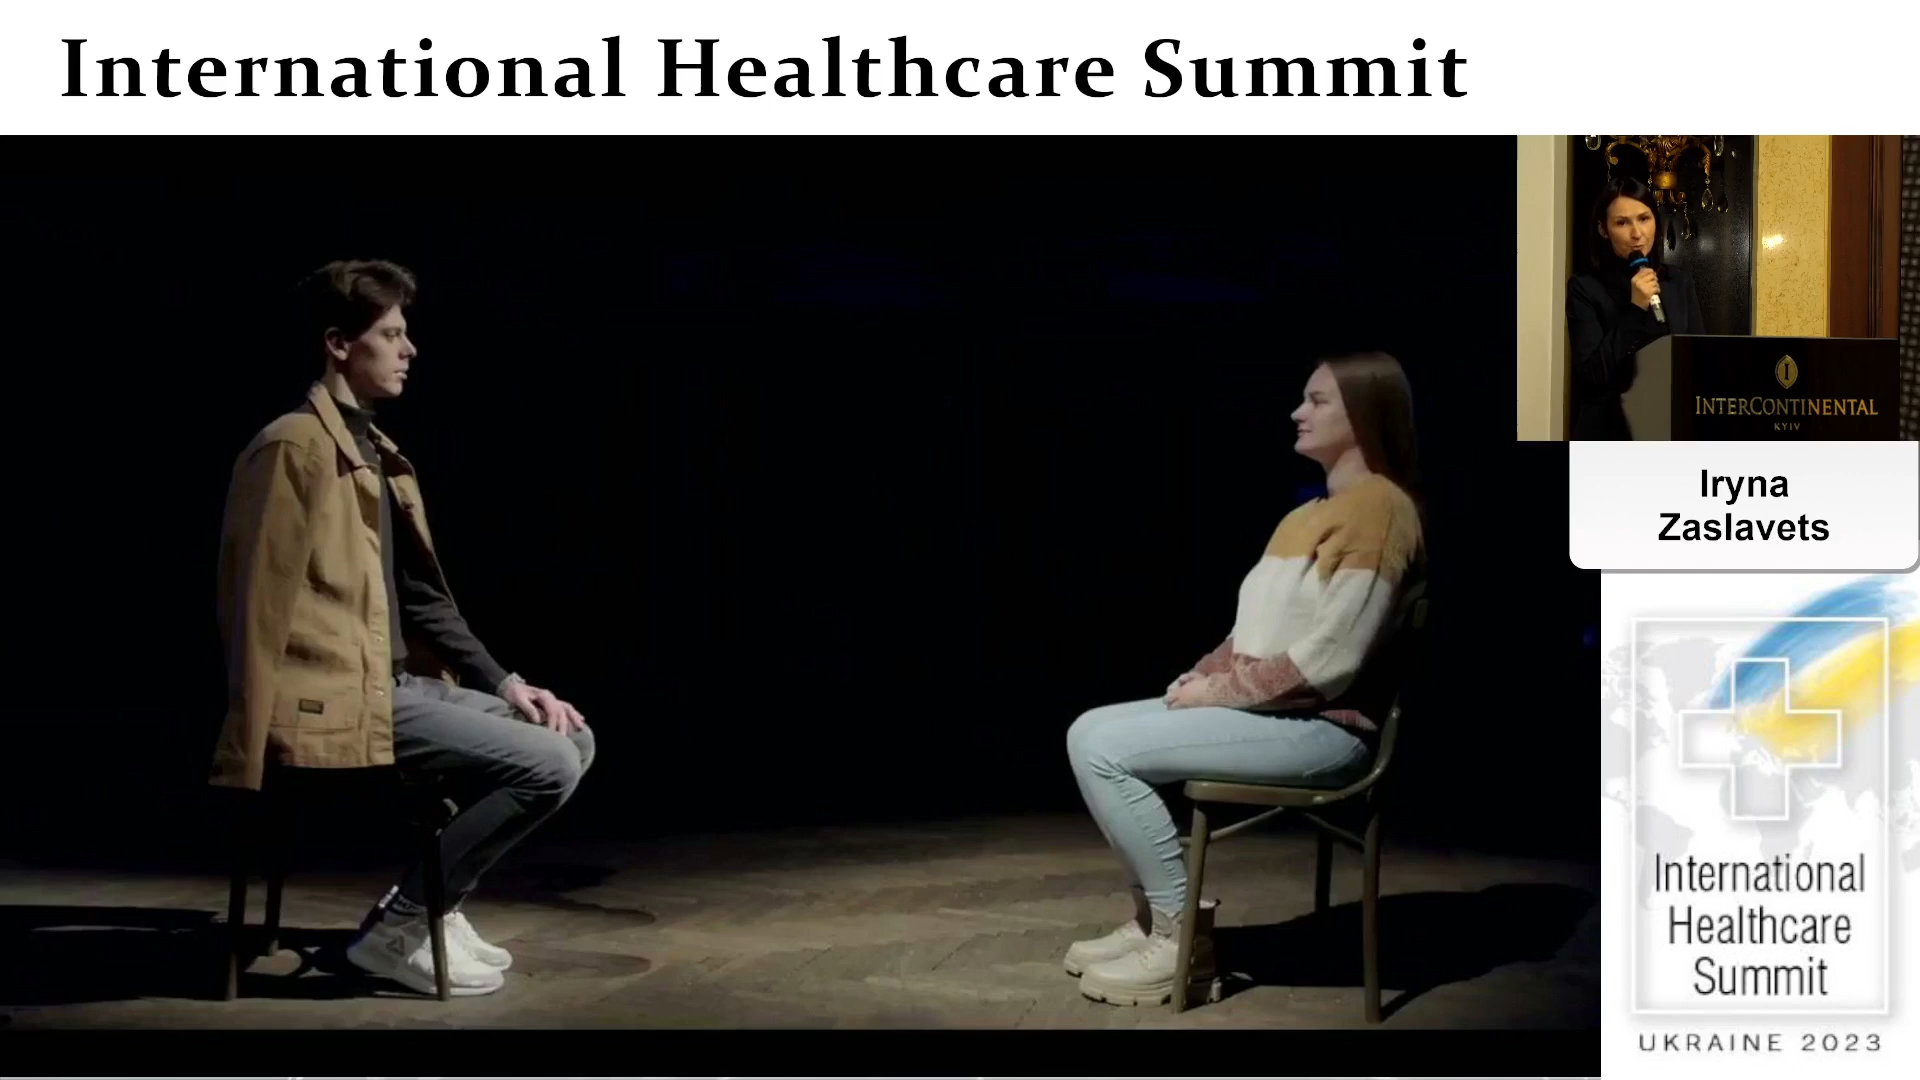 International Healthcare Summit
INTERCONTINENTAL
KYIV
Iryna
Zaslavets
International
Healthcare
Summit
UKRAINE 2023